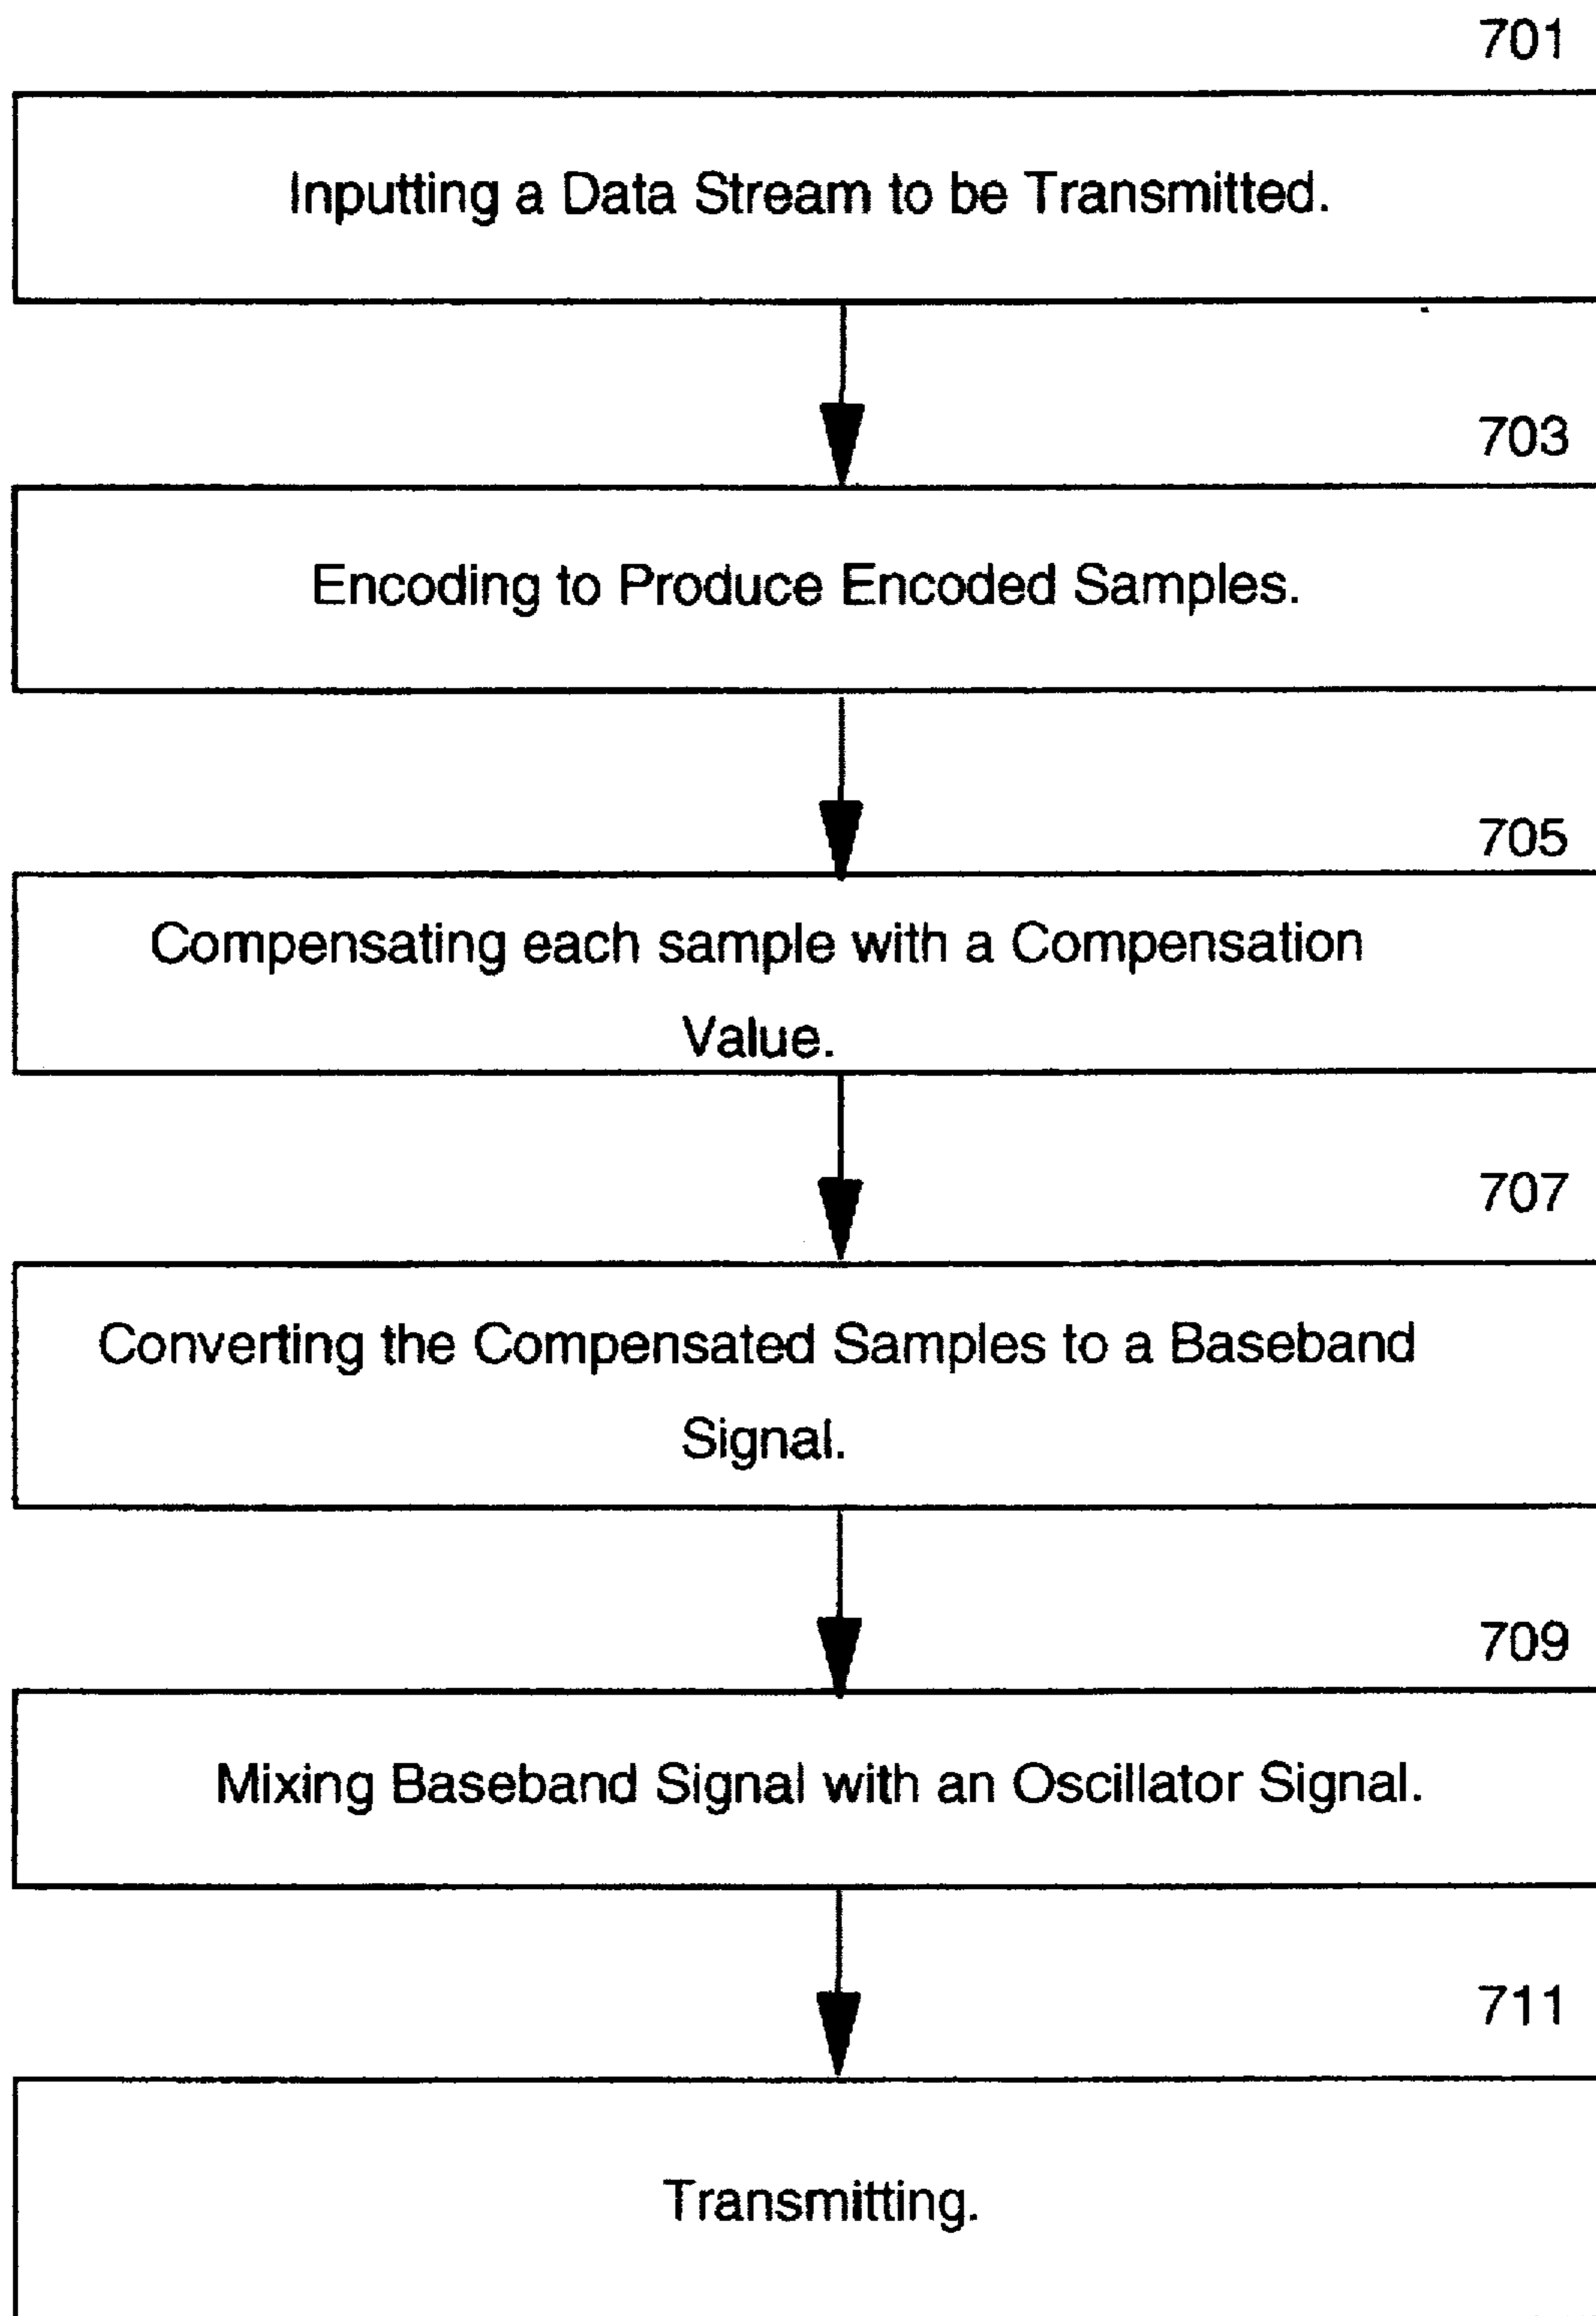 701
Inputting a Data Stream to be Transmitted.
703
Encoding to Produce Encoded Samples.
705
Compensating each sample with a Compensation
Value.
707
Converting the Compensated Samples to a Baseband
Signal.
709
Mixing Baseband Signal with an Oscillator Signal.
711
Transmitting.